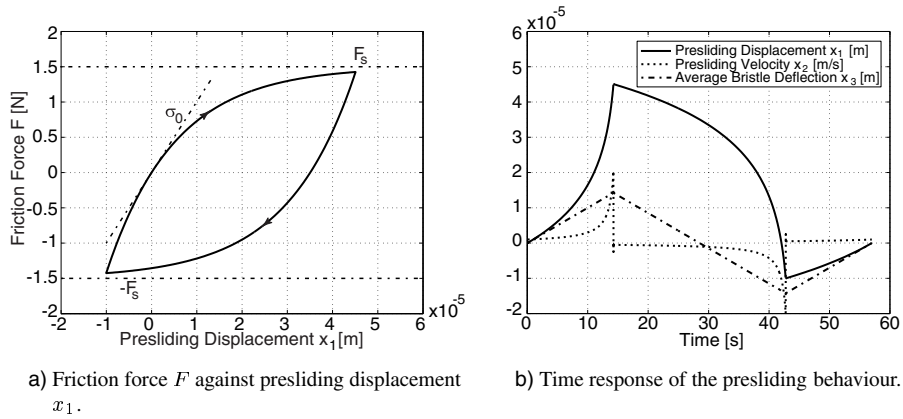 2
1.5
1
0.5
0
-0.5
-1
-1.5
-2
-2 -1 0 1 2 3 4 5 6
x10^-5
Friction Force F [N]
Presliding Displacement x_1[m]
F_s
σ_0
-F_s
a) Friction force F against presliding displacement
x_1.
x10^-5
6
5
4
3
2
1
0
-1
-2
0 10 20 30 40 50 60
Time [s]
Presliding Displacement x_1 [m]
Presliding Velocity x_2 [m/s]
Average Bristle Deflection x_3 [m]
b) Time response of the presliding behaviour.